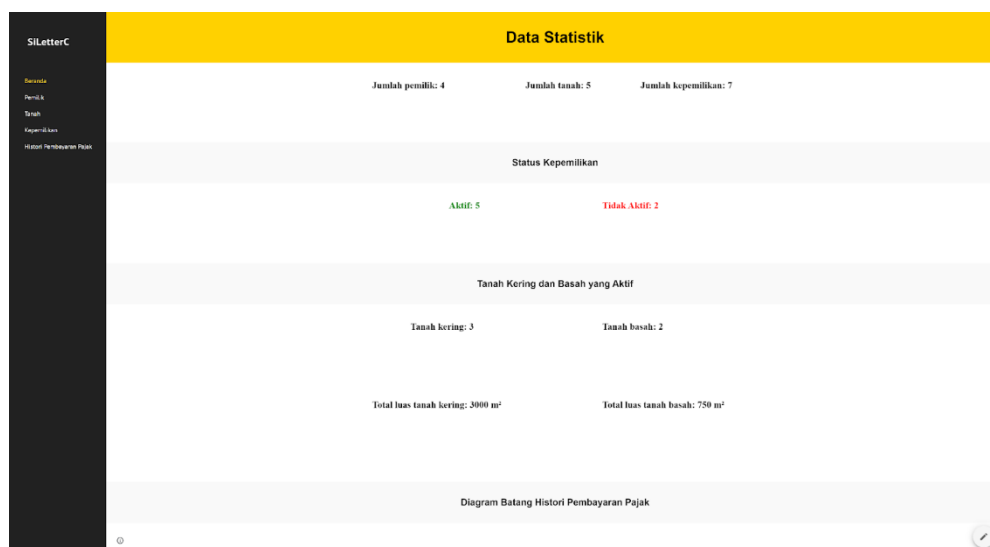 SiLetterC
Beranda
Pemilik
Tanah
Kepemilikan
Histori Pembayaran Pajak
Data Statistik
Jumlah pemilik: 4 Jumlah tanah: 5 Jumlah kepemilikan: 7
Status Kepemilikan
Aktif: 5 Tidak Aktif: 2
Tanah Kering dan Basah yang Aktif
Tanah kering: 3 Tanah basah: 2
Total luas tanah kering: 3000 m² Total luas tanah basah: 750 m²
Diagram Batang Histori Pembayaran Pajak